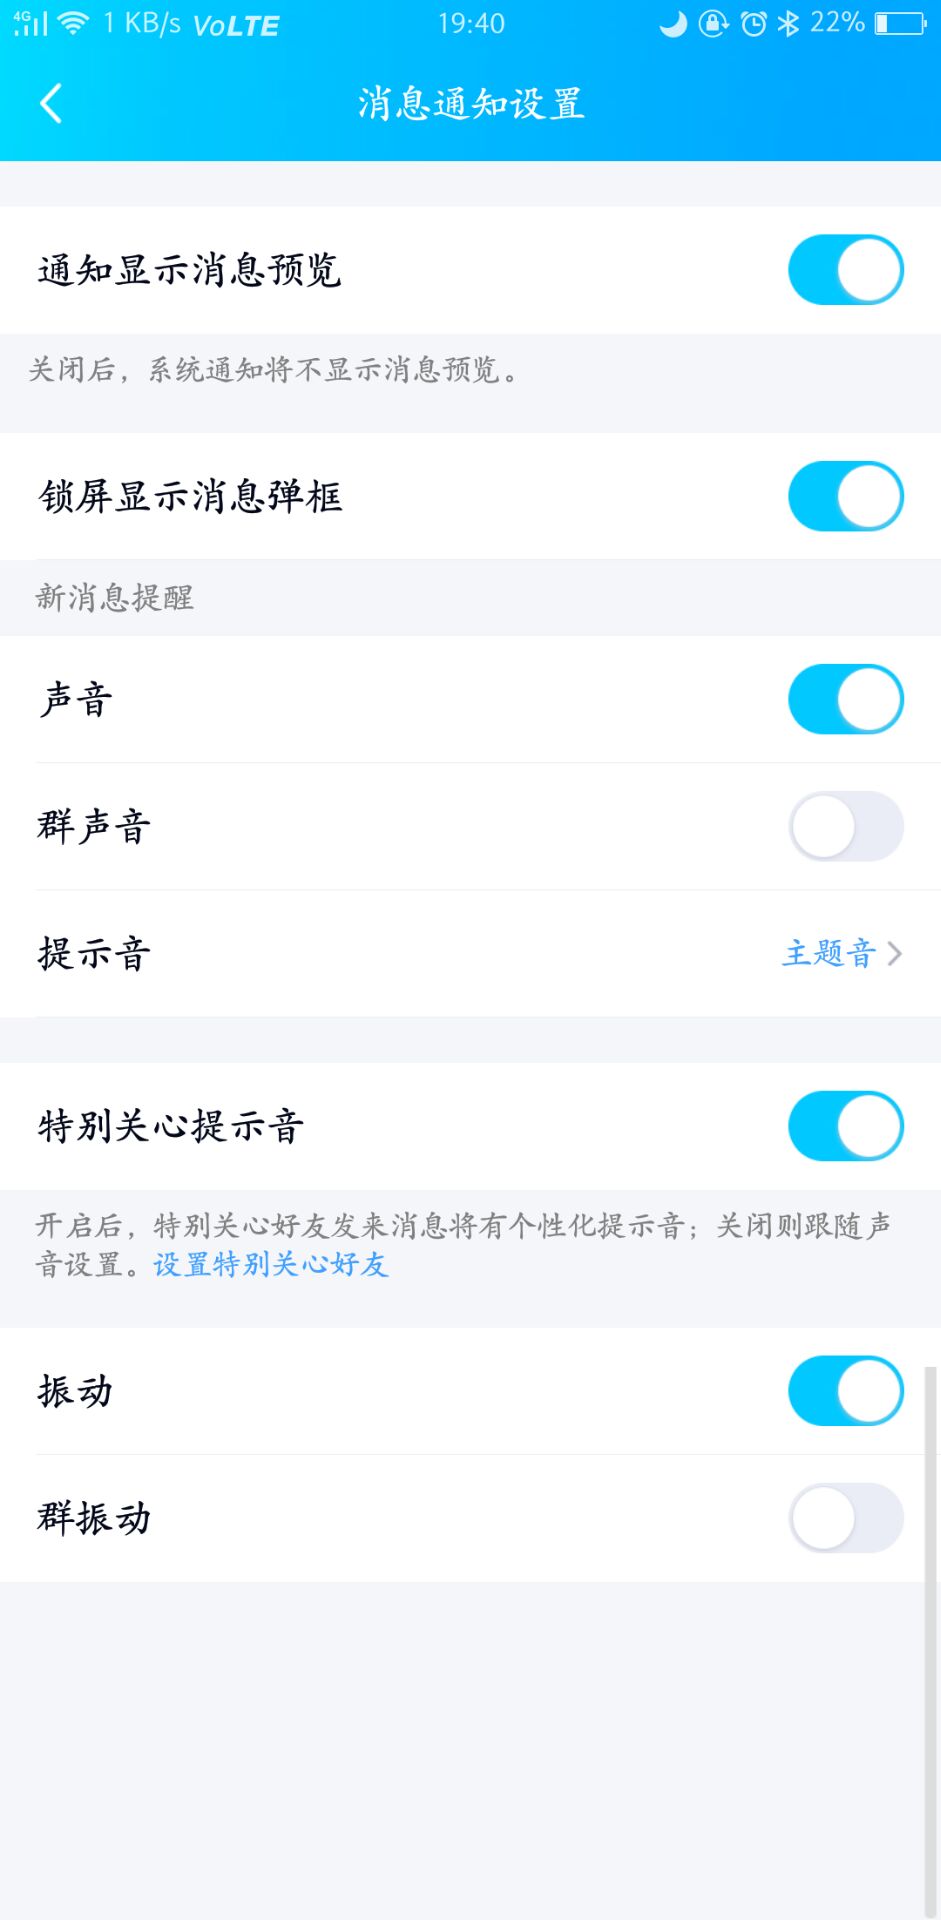 4G 1 KB/s VoLTE 19:40 22%
消息通知设置
通知显示消息预览
关闭后，系统通知将不显示消息预览。
锁屏显示消息弹框
新消息提醒
声音
群声音
提示音 主题音
特别关心提示音
开启后，特别关心好友发来消息将有个性化提示音；关闭则跟随声
音设置。设置特别关心好友
振动
群振动